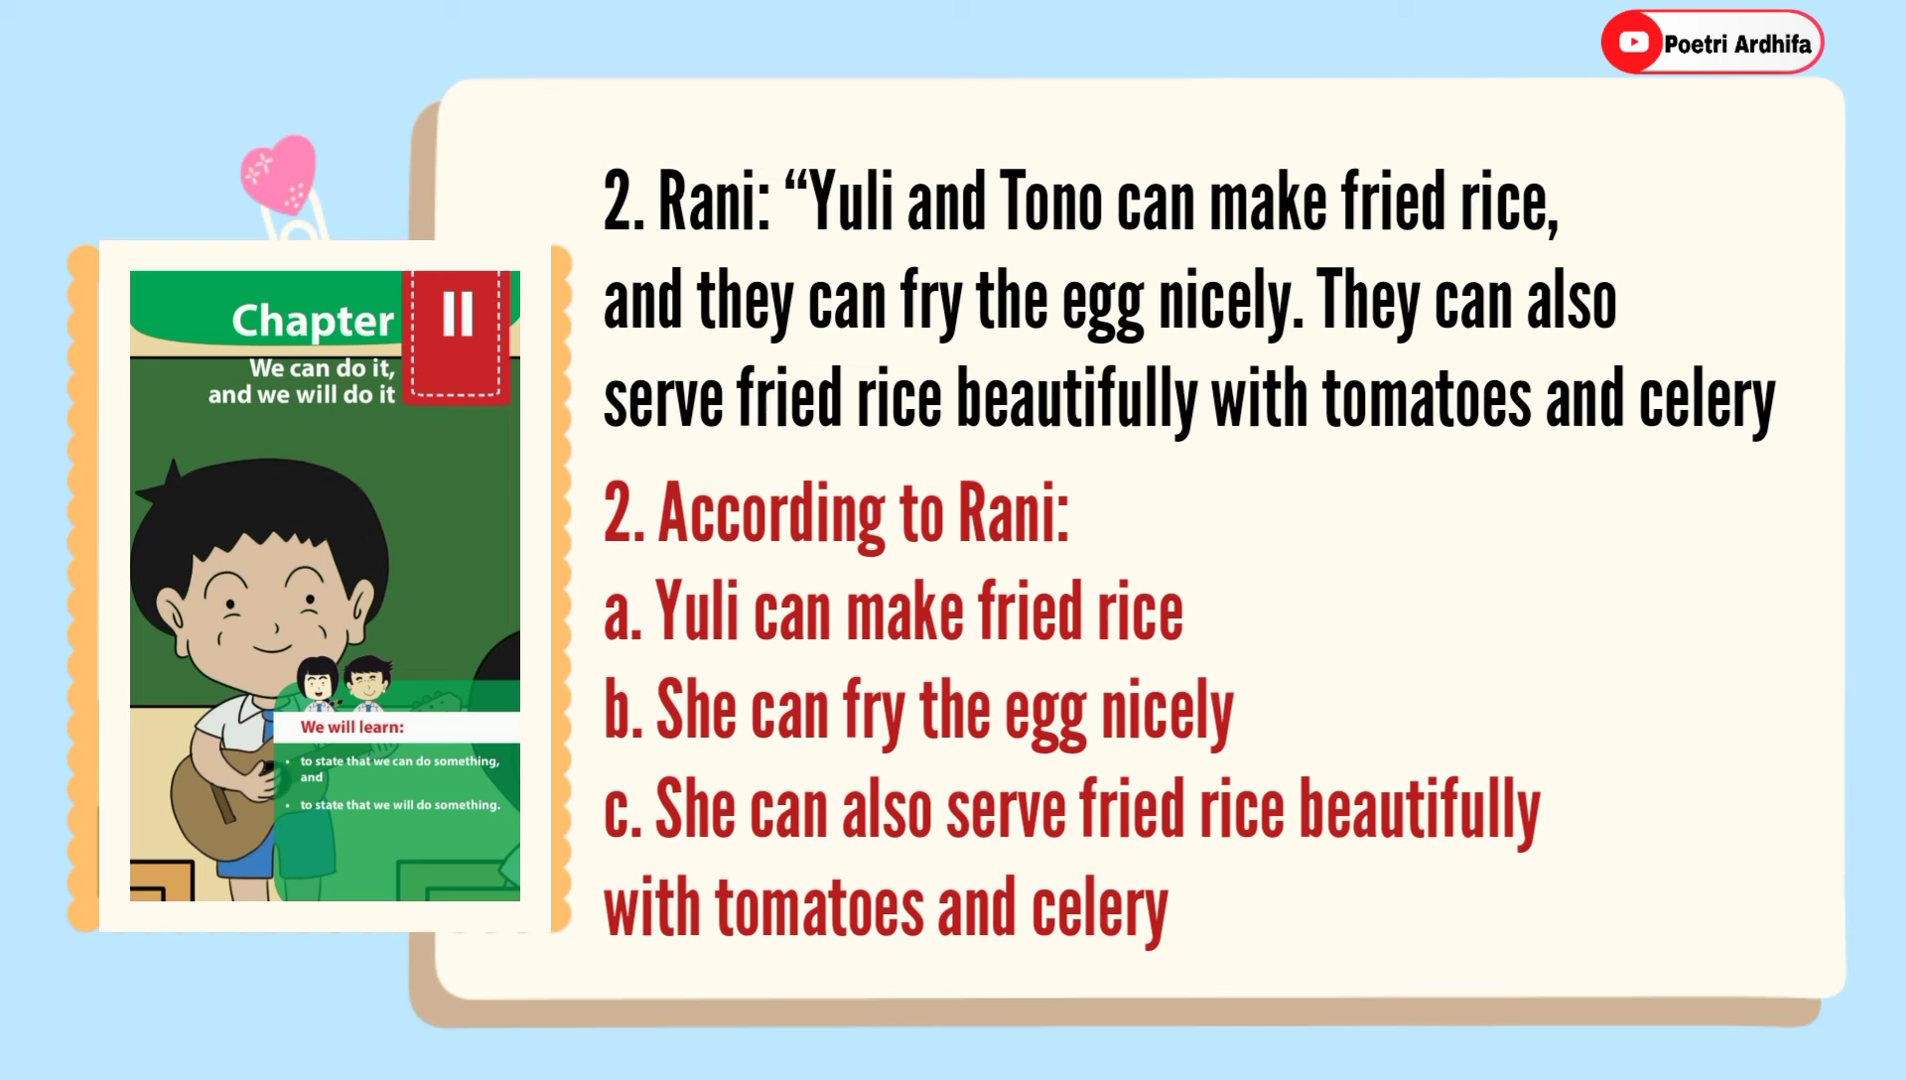 Poetri Ardhifa
2. Rani: “Yuli and Tono can make fried rice,
and they can fry the egg nicely. They can also
serve fried rice beautifully with tomatoes and celery
2. According to Rani:
a. Yuli can make fried rice
b. She can fry the egg nicely
c. She can also serve fried rice beautifully
with tomatoes and celery
Chapter
II
We can do it,
and we will do it
We will learn:
• to state that we can do something,
and
• to state that we will do something.